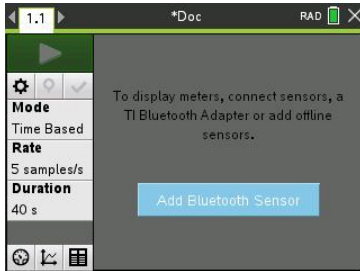 1.1
*Doc
RAD
To display meters, connect sensors, a
TI Bluetooth Adapter or add offline
sensors.
Mode
Time Based
Rate
5 samples/s
Duration
40 s
Add Bluetooth Sensor